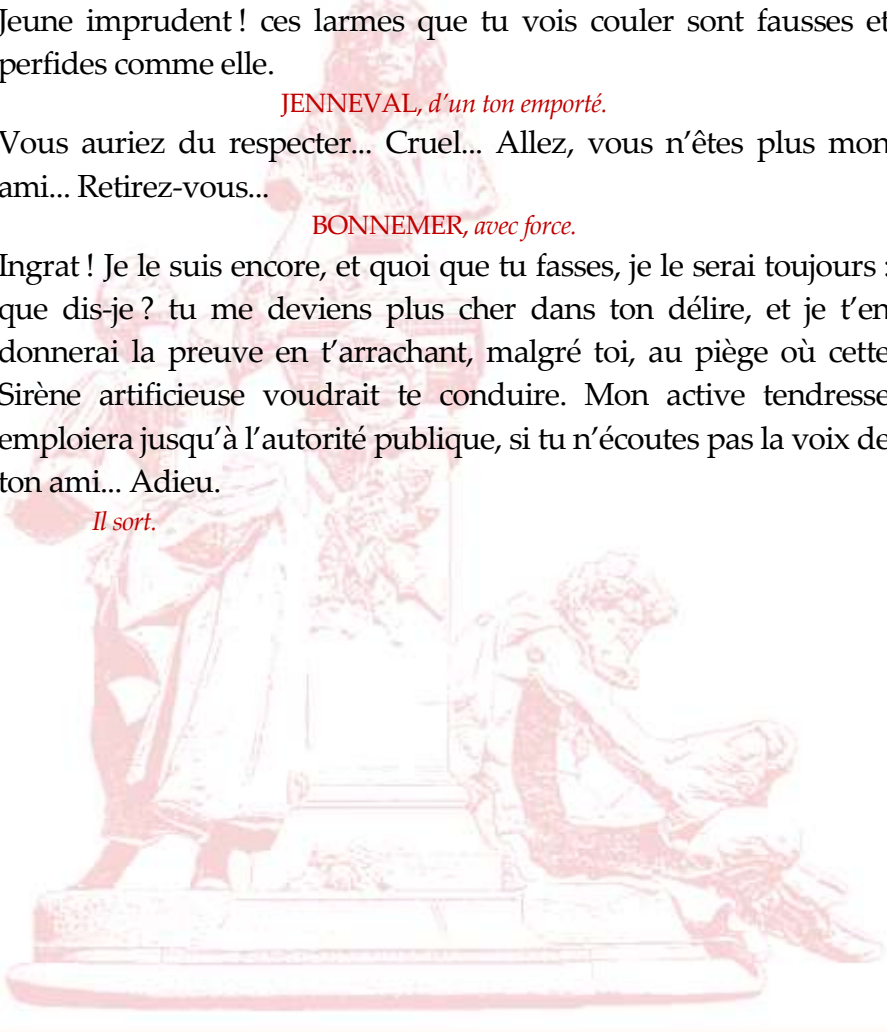 Jeune imprudent ! ces larmes que tu vois couler sont fausses et
perfides comme elle.
JENNEVAL, d’un ton emporté.
Vous auriez du respecter... Cruel... Allez, vous n’êtes plus mon
ami... Retirez-vous...
BONNEMER, avec force.
Ingrat ! Je le suis encore, et quoi que tu fasses, je le serai toujours :
que dis-je ? tu me deviens plus cher dans ton délire, et je t’en
donnerai la preuve en t’arrachant, malgré toi, au piège où cette
Sirène artificieuse voudrait te conduire. Mon active tendresse
emploiera jusqu’à l’autorité publique, si tu n’écoutes pas la voix de
ton ami... Adieu.
Il sort.